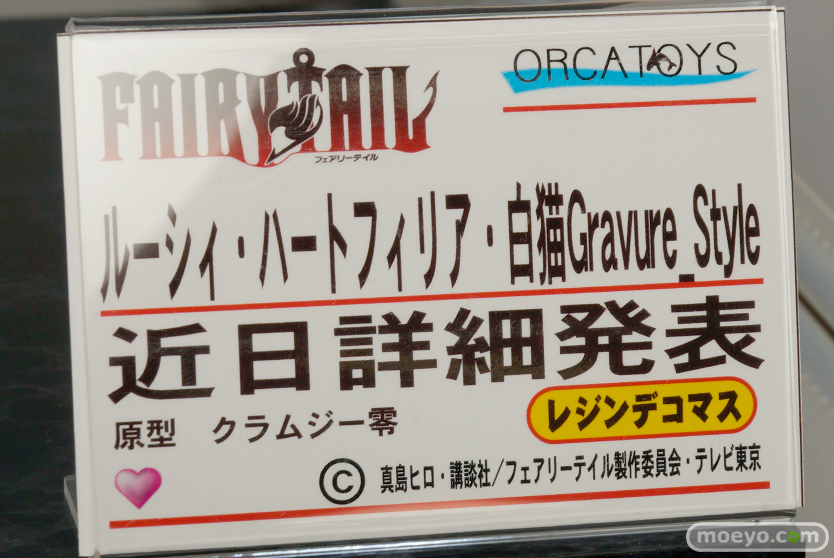 FAIRY TAIL
フェアリーテイル
ORCATOYS
ルーシィ・ハートフィリア・白猫Gravure_Style
近日詳細発表
原型 クラムジー零
レジンデコマス
©真島ヒロ・講談社／フェアリーテイル製作委員会・テレビ東京
moeyo.com